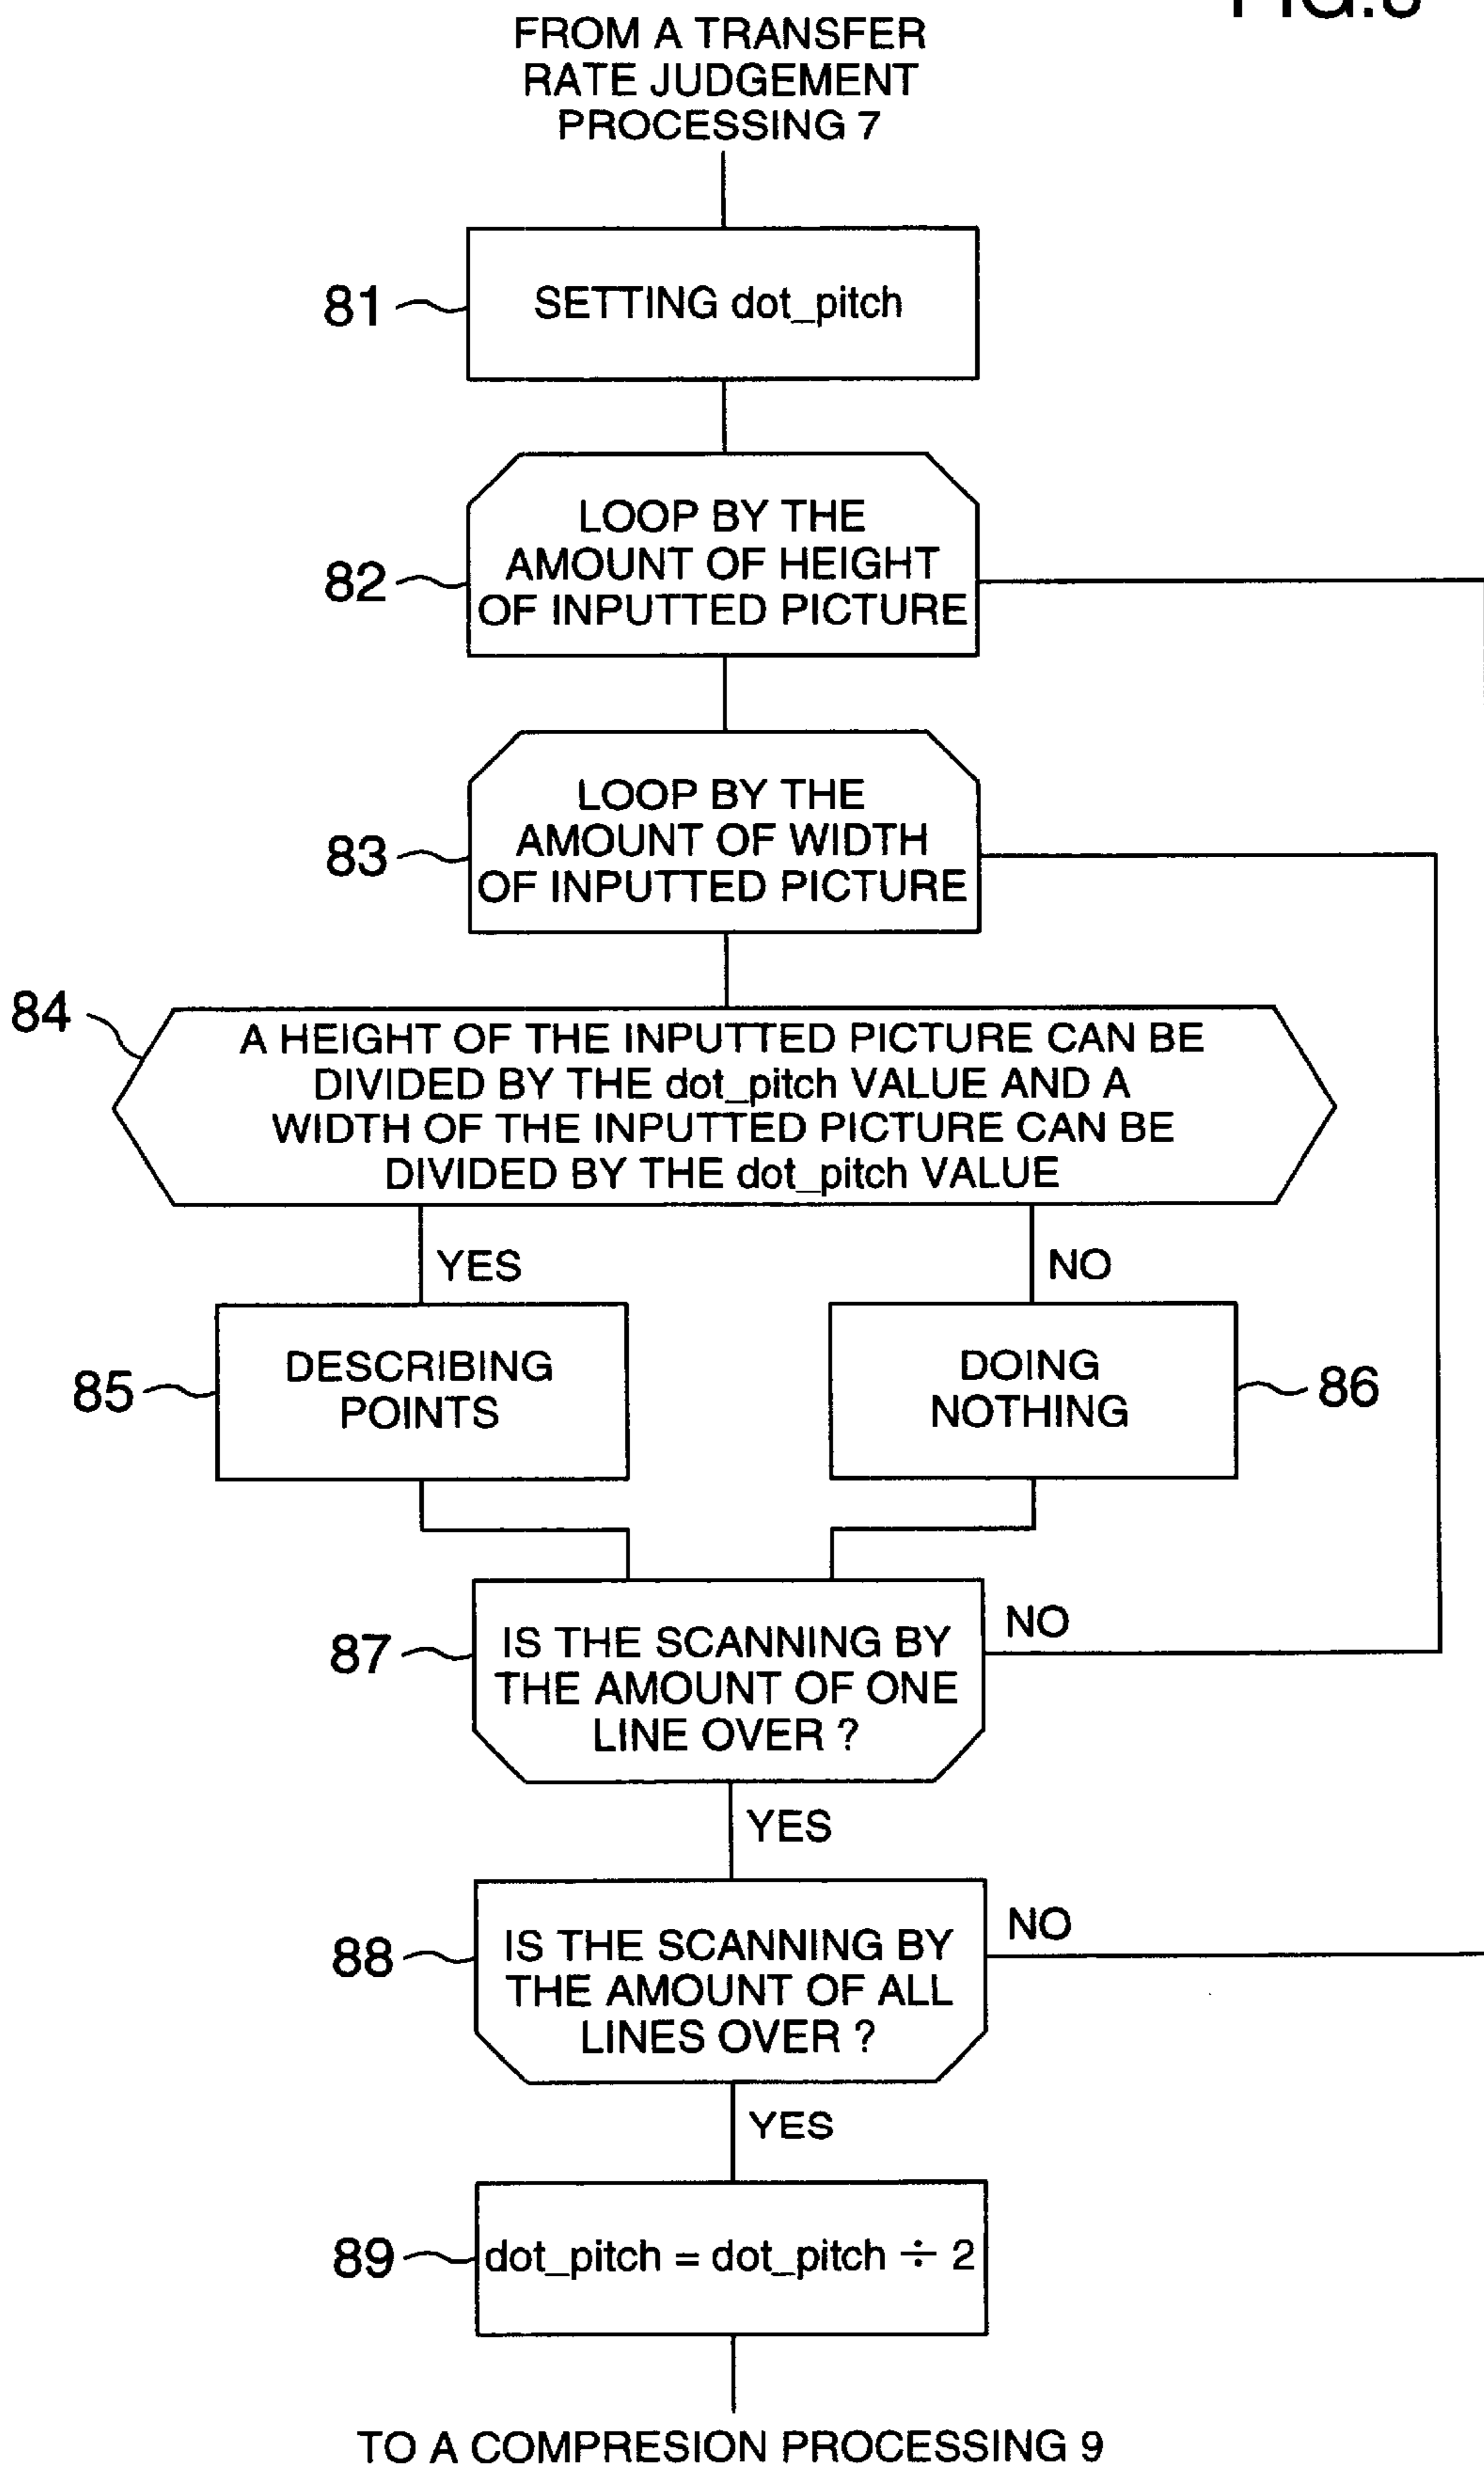 FROM A TRANSFER
RATE JUDGEMENT
PROCESSING 7
81
SETTING dot_pitch
82
LOOP BY THE
AMOUNT OF HEIGHT
OF INPUTTED PICTURE
83
LOOP BY THE
AMOUNT OF WIDTH
OF INPUTTED PICTURE
84
A HEIGHT OF THE INPUTTED PICTURE CAN BE
DIVIDED BY THE dot_pitch VALUE AND A
WIDTH OF THE INPUTTED PICTURE CAN BE
DIVIDED BY THE dot_pitch VALUE
YES
NO
85
DESCRIBING
POINTS
DOING
NOTHING
86
87
IS THE SCANNING BY
THE AMOUNT OF ONE
LINE OVER ?
NO
YES
88
IS THE SCANNING BY
THE AMOUNT OF ALL
LINES OVER ?
NO
YES
89
dot_pitch = dot_pitch ÷ 2
TO A COMPRESION PROCESSING 9